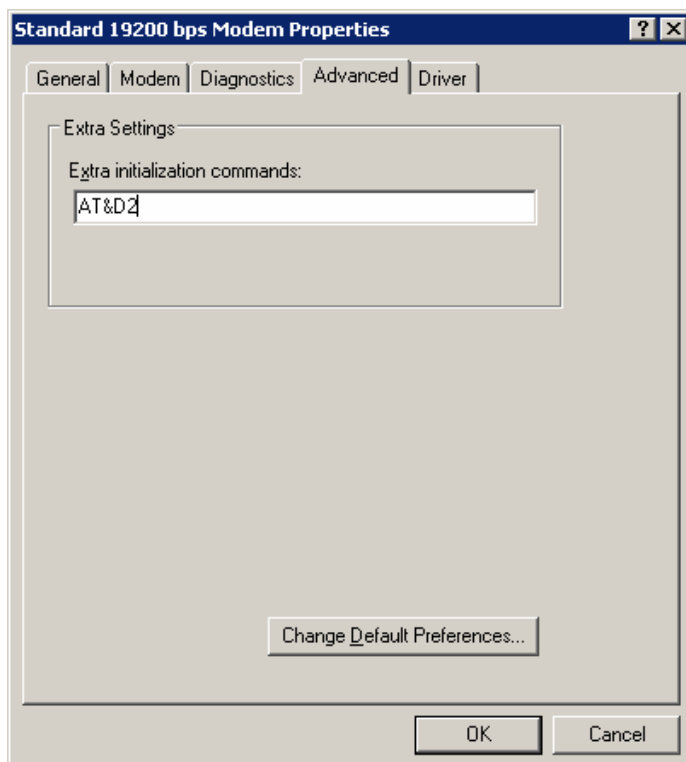 Standard 19200 bps Modem Properties
General Modem Diagnostics Advanced Driver
Extra Settings
Extra initialization commands:
AT&D2
Change Default Preferences...
OK Cancel